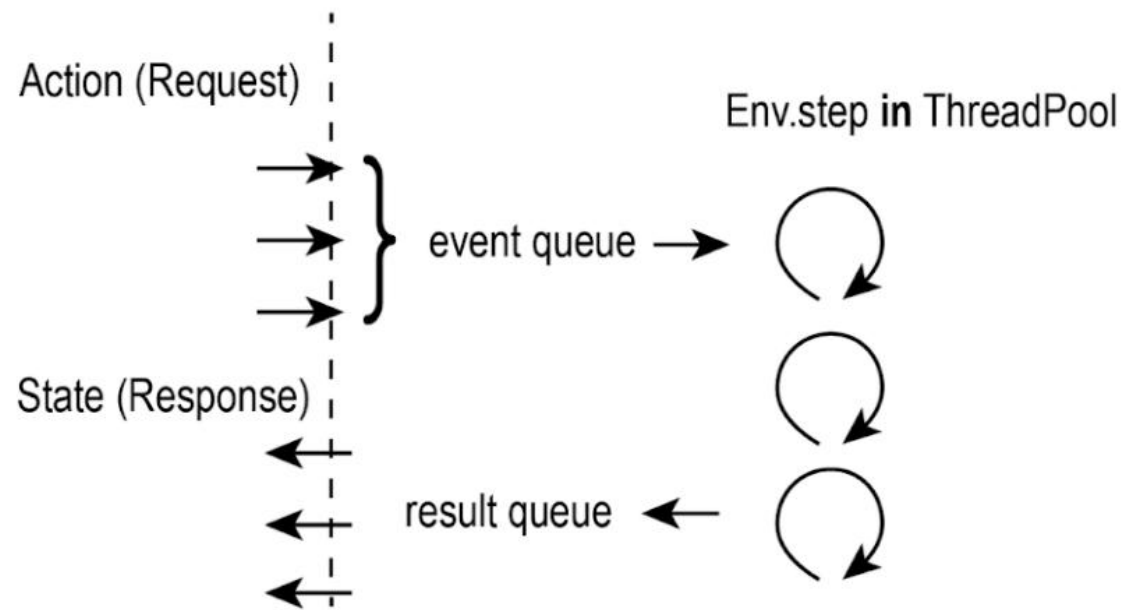 Action (Request)
Env.step in ThreadPool
event queue
State (Response)
result queue